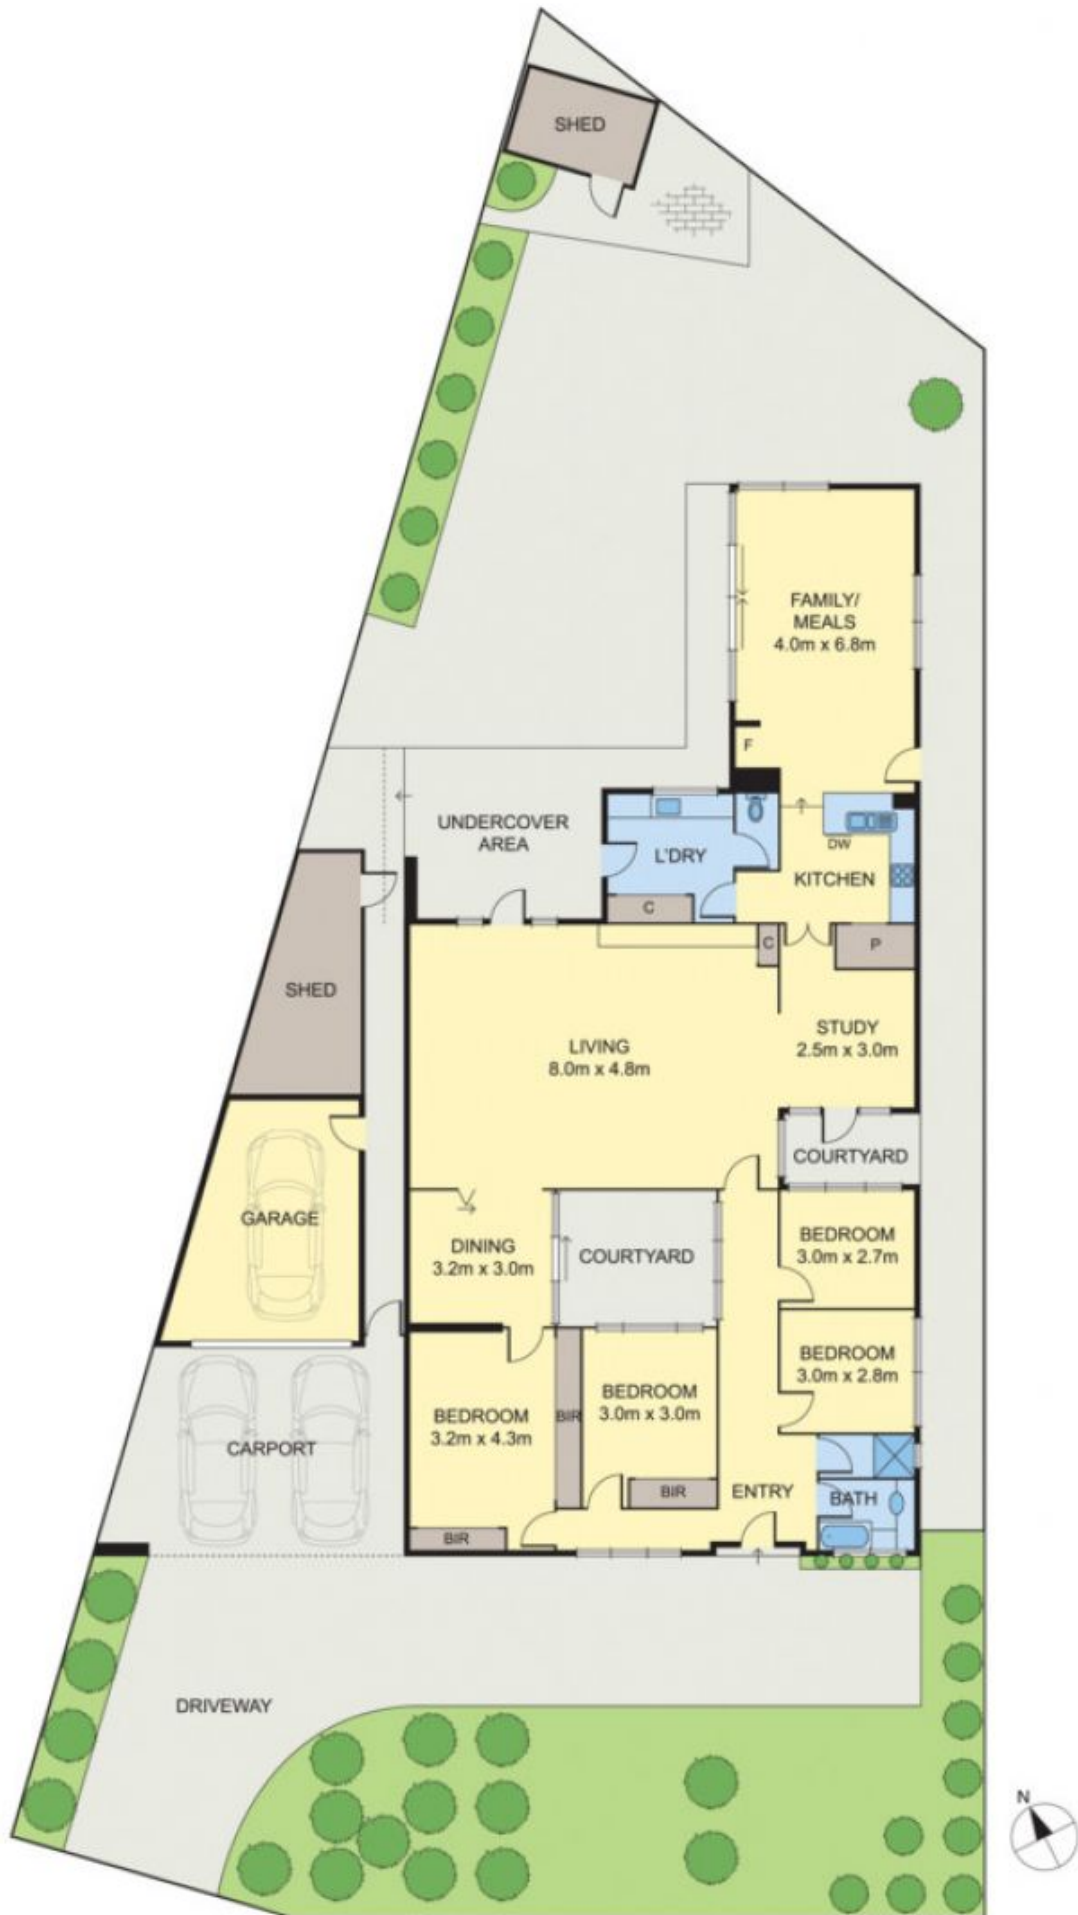 SHED
FAMILY/
MEALS
4.0m x 6.8m
F
UNDERCOVER
AREA
L'DRY
DW
KITCHEN
C
C
P
SHED
LIVING
8.0m x 4.8m
STUDY
2.5m x 3.0m
COURTYARD
GARAGE
DINING
3.2m x 3.0m
COURTYARD
BEDROOM
3.0m x 2.7m
BEDROOM
3.0m x 2.8m
BEDROOM
3.2m x 4.3m
BIR
BEDROOM
3.0m x 3.0m
CARPORT
BIR
ENTRY
BATH
BIR
DRIVEWAY
N